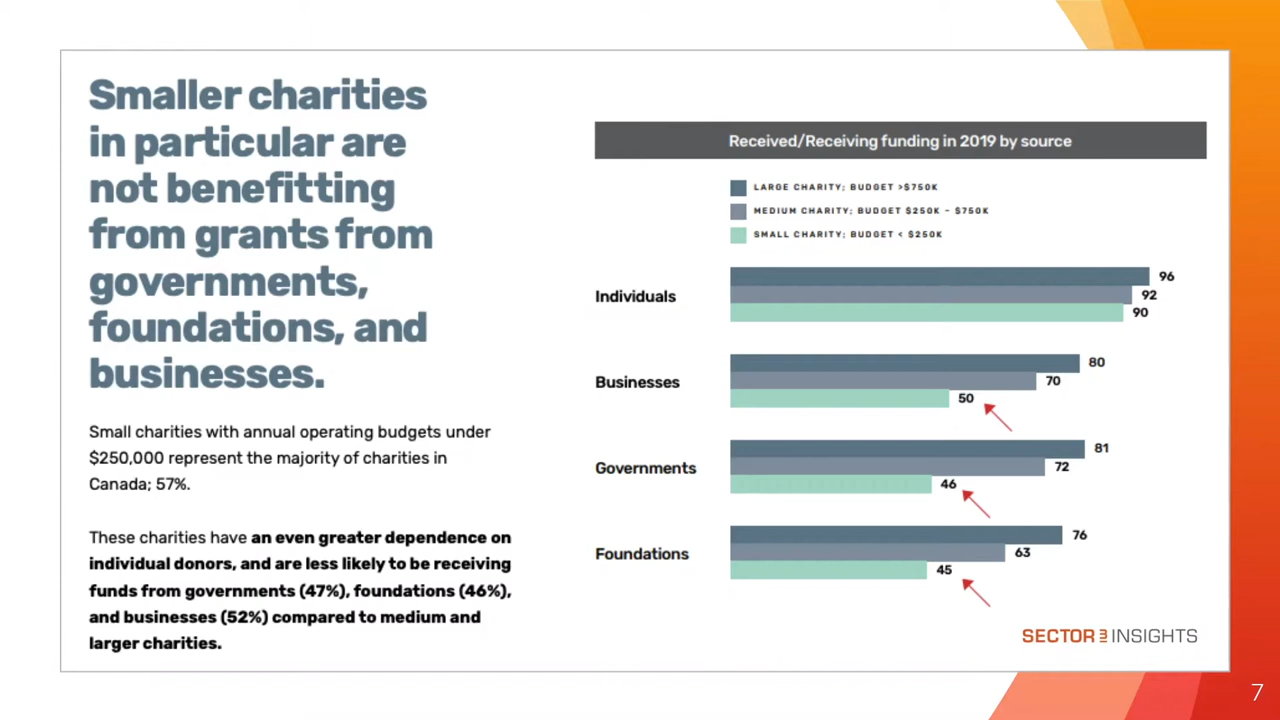 Smaller charities
in particular are
not benefitting
from grants from
governments,
foundations, and
businesses.
Small charities with annual operating budgets under
$250,000 represent the majority of charities in
Canada; 57%.
These charities have an even greater dependence on
individual donors, and are less likely to be receiving
funds from governments (47%), foundations (46%),
and businesses (52%) compared to medium and
larger charities.
Received/Receiving funding in 2019 by source
LARGE CHARITY; BUDGET >$750K
MEDIUM CHARITY; BUDGET $250K - $750K
SMALL CHARITY; BUDGET < $250K
Individuals
96
92
90
Businesses
80
70
50
Governments
81
72
46
Foundations
76
63
45
SECTOR 3 INSIGHTS
7